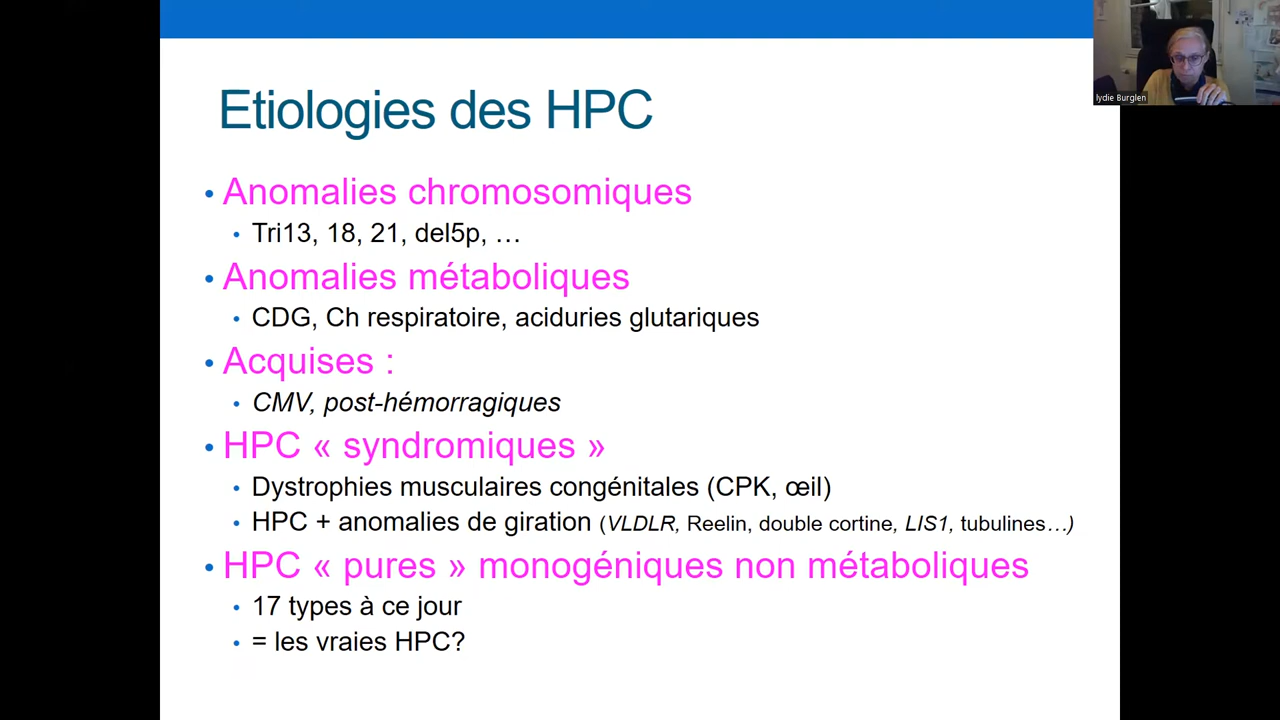 lydie Burglen
Etiologies des HPC
• Anomalies chromosomiques
• Tri13, 18, 21, del5p, …
• Anomalies métaboliques
• CDG, Ch respiratoire, aciduries glutariques
• Acquises :
• CMV, post-hémorragiques
• HPC « syndromiques »
• Dystrophies musculaires congénitales (CPK, œil)
• HPC + anomalies de giration (VLDLR, Reelin, double cortine, LIS1, tubulines…)
• HPC « pures » monogéniques non métaboliques
• 17 types à ce jour
• = les vraies HPC?